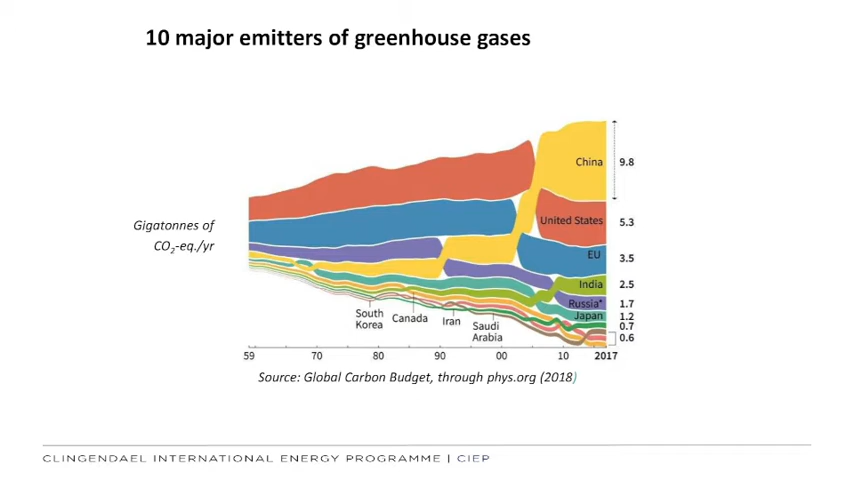 10 major emitters of greenhouse gases
Gigatonnes of
CO₂-eq./yr
China
9.8
United States
5.3
EU
3.5
India
2.5
Russia*
1.7
Japan
1.2
0.7
0.6
South
Korea
Canada
Iran
Saudi
Arabia
59 70 80 90 00 10 2017
Source: Global Carbon Budget, through phys.org (2018)
CLINGENDAEL INTERNATIONAL ENERGY PROGRAMME | CIEP